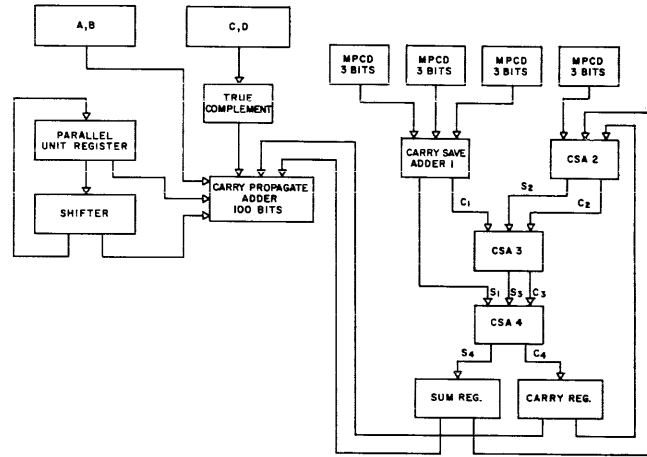 A,B
C,D
MPCD
3 BITS
MPCD
3 BITS
MPCD
3 BITS
MPCD
3 BITS
TRUE
COMPLEMENT
PARALLEL
UNIT REGISTER
CARRY SAVE
ADDER 1
CSA 2
SHIFTER
CARRY PROPAGATE
ADDER
100 BITS
S2
C1
C2
CSA 3
S1
S3
C3
CSA 4
S4
C4
SUM REG.
CARRY REG.